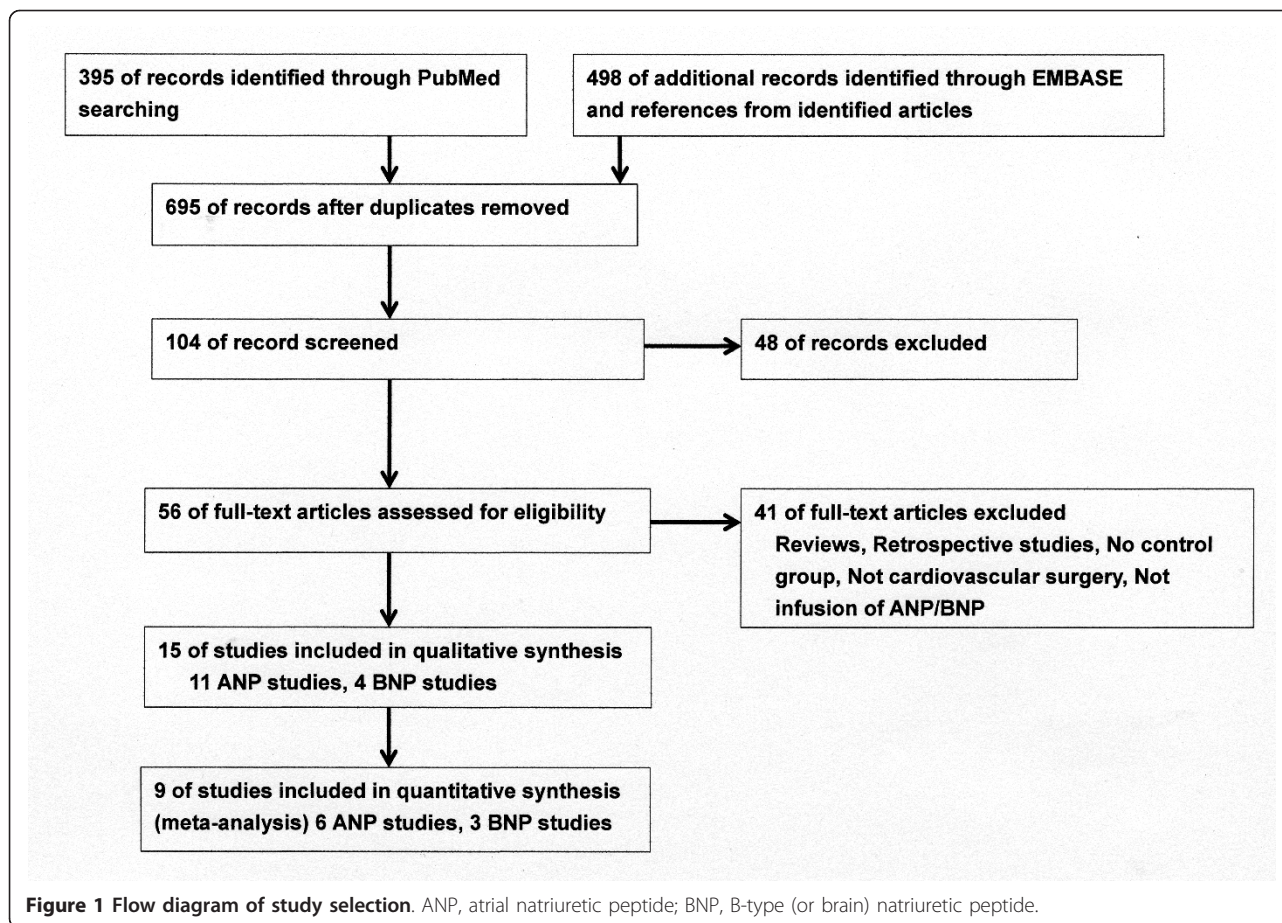 395 of records identified through PubMed
searching
498 of additional records identified through EMBASE
and references from identified articles
695 of records after duplicates removed
104 of record screened
48 of records excluded
56 of full-text articles assessed for eligibility
41 of full-text articles excluded
Reviews, Retrospective studies, No control
group, Not cardiovascular surgery, Not
infusion of ANP/BNP
15 of studies included in qualitative synthesis
11 ANP studies, 4 BNP studies
9 of studies included in quantitative synthesis
(meta-analysis) 6 ANP studies, 3 BNP studies
Figure 1 Flow diagram of study selection. ANP, atrial natriuretic peptide; BNP, B-type (or brain) natriuretic peptide.